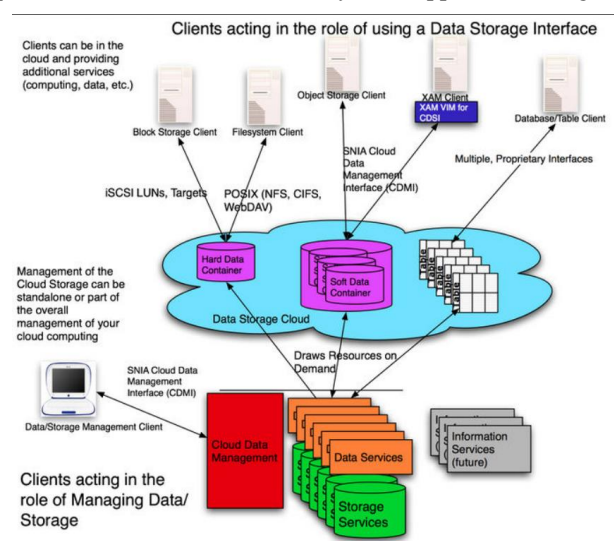 Clients acting in the role of using a Data Storage Interface
Clients can be in the
cloud and providing
additional services
(computing, data, etc.)
Block Storage Client
Filesystem Client
Object Storage Client
XAM Client
XAM VIM for
CDSI
Database/Table Client
iSCSI LUNs, Targets
POSIX (NFS, CIFS,
WebDAV)
SNIA Cloud
Data
Management
Interface (CDMI)
Multiple, Proprietary Interfaces
Hard Data
Container
Soft Data
Container
Table
Table
Table
Table
Table
Data Storage Cloud
Management of the
Cloud Storage can be
standalone or part of
the overall
management of your
cloud computing
Draws Resources on
Demand
SNIA Cloud Data
Management
Interface (CDMI)
Data/Storage Management Client
Cloud Data
Management
Data Services
Storage
Services
Information
Services
(future)
Clients acting in the
role of Managing Data/
Storage